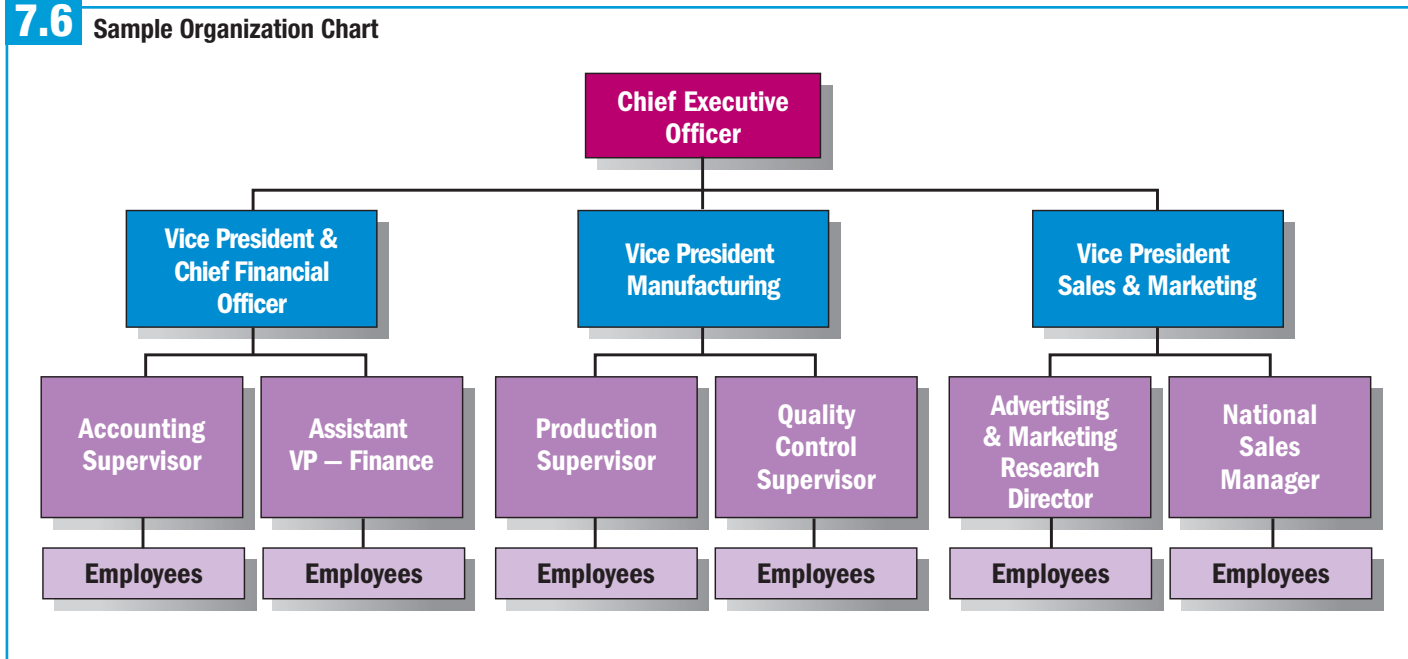 7.6 Sample Organization Chart
Chief Executive
Officer
Vice President &
Chief Financial
Officer
Vice President
Manufacturing
Vice President
Sales & Marketing
Accounting
Supervisor
Assistant
VP — Finance
Production
Supervisor
Quality
Control
Supervisor
Advertising
& Marketing
Research
Director
National
Sales
Manager
Employees
Employees
Employees
Employees
Employees
Employees